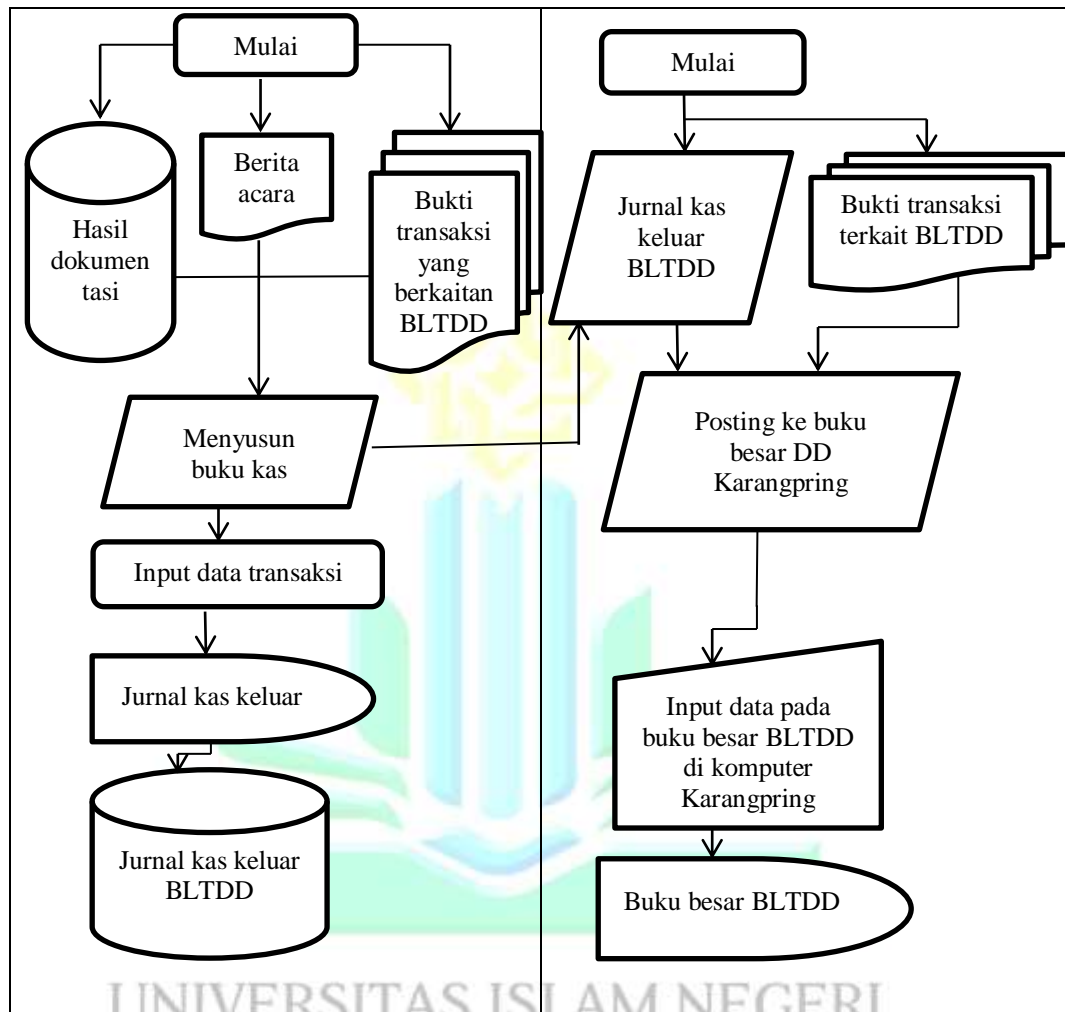 Mulai
Berita
acara
Hasil
dokumen
tasi
Bukti
transaksi
yang
berkaitan
BLTDD
Menyusun
buku kas
Input data transaksi
Jurnal kas keluar
Jurnal kas keluar
BLTDD
Mulai
Jurnal kas
keluar
BLTDD
Bukti transaksi
terkait BLTDD
Posting ke buku
besar DD
Karangpring
Input data pada
buku besar BLTDD
di komputer
Karangpring
Buku besar BLTDD
UNIVERSITAS ISLAM NEGERI